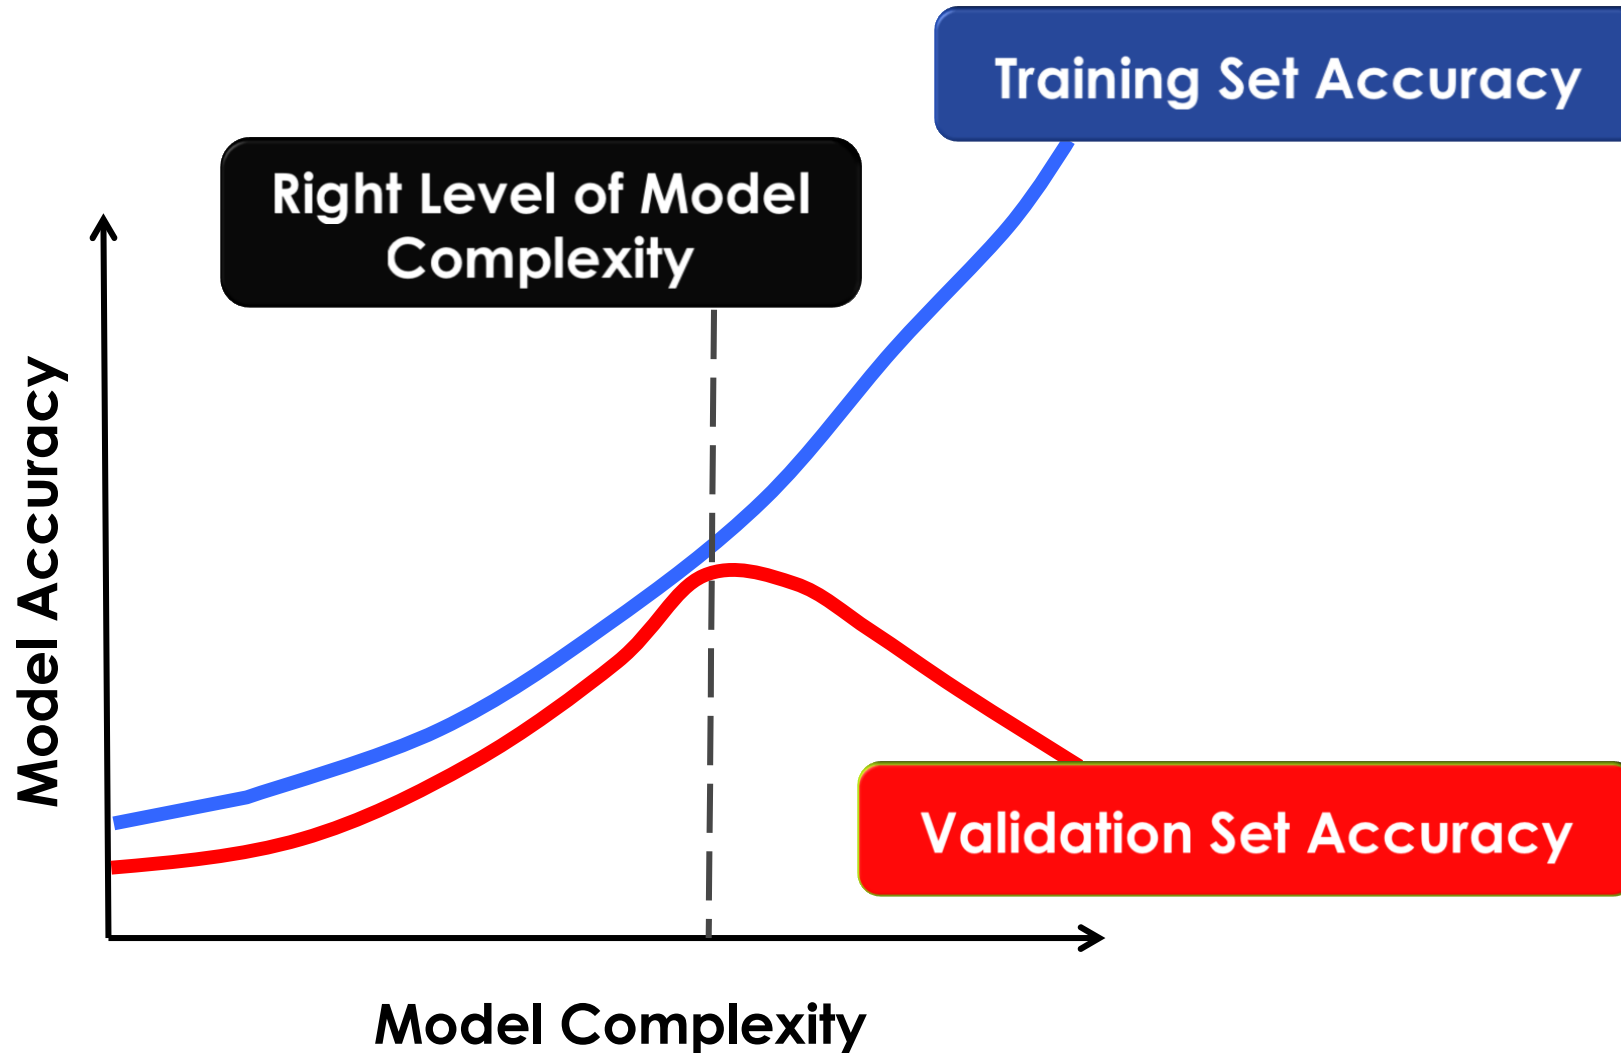 Training Set Accuracy
Right Level of Model
Complexity
Model Accuracy
Validation Set Accuracy
Model Complexity